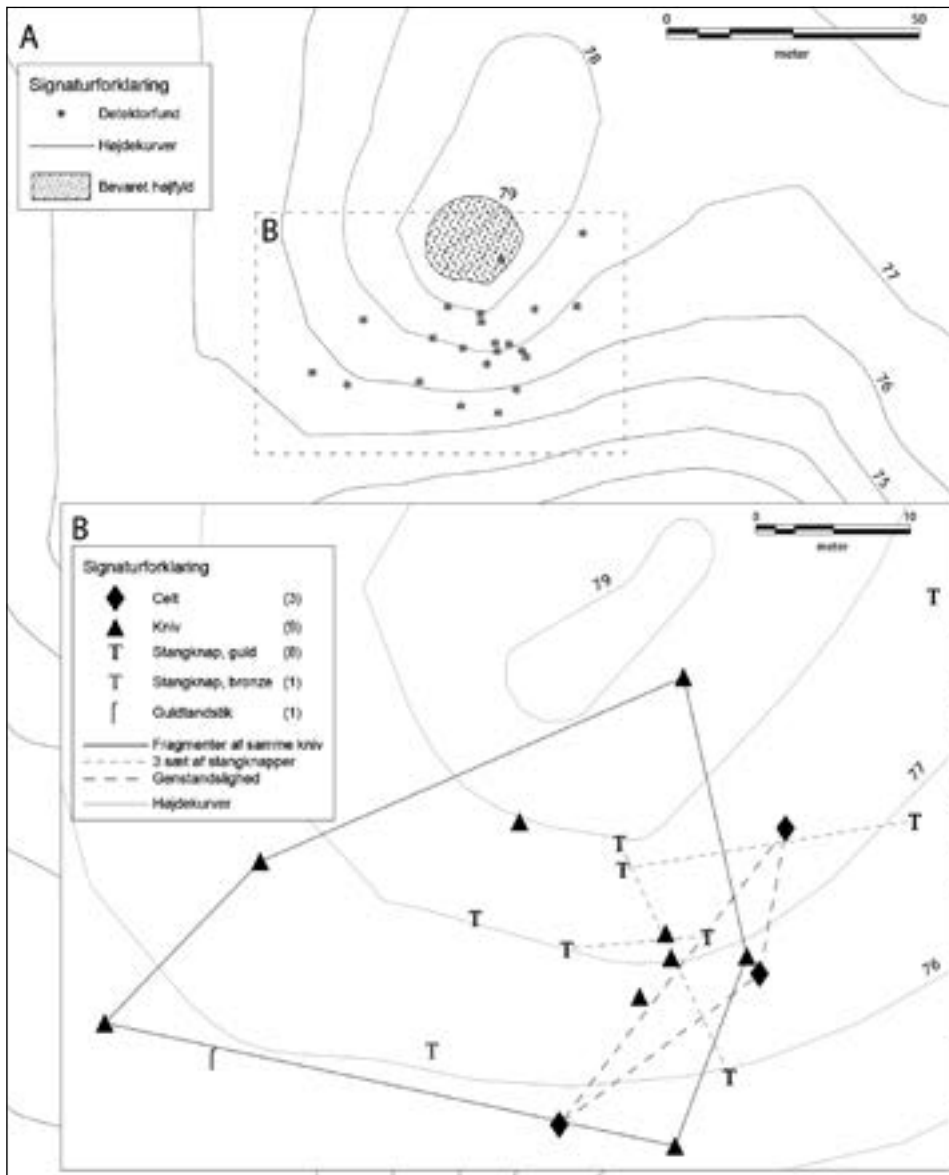 A
0 50
meter
Signaturforklaring
Detektorfund
Højdekurver
Bevaret højfyld
78
79
B
77
76
75
B
0 10
meter
Signaturforklaring
Celt (3)
Kniv (9)
Stangknap, guld (8)
Stangknap, bronze (1)
Guldtandstik (1)
Fragmenter af samme kniv
3 sæt af stangknapper
Genstandslighed
Højdekurver
79
77
76